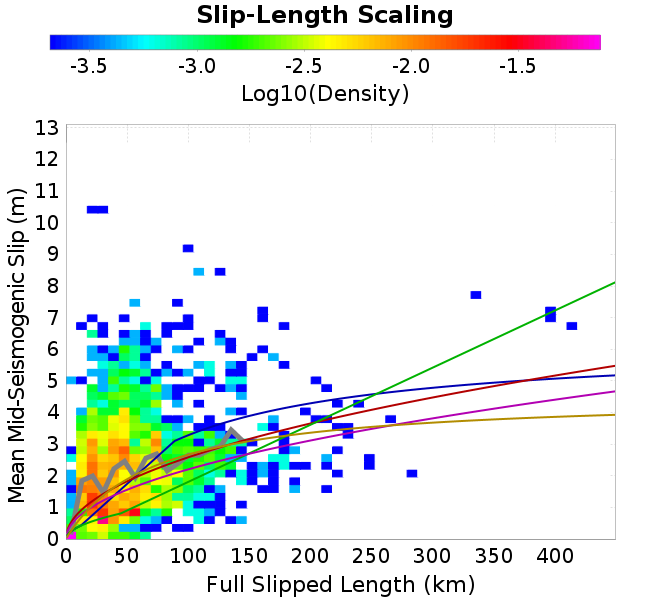 Slip-Length Scaling
-3.5 -3.0 -2.5 -2.0 -1.5
Log10(Density)
Mean Mid-Seismogenic Slip (m)
13
12
11
10
9
8
7
6
5
4
3
2
1
0
0 50 100 150 200 250 300 350 400
Full Slipped Length (km)